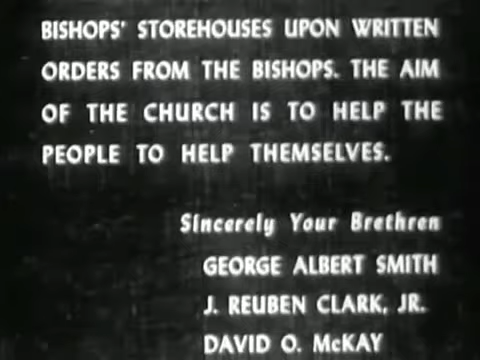 BISHOPS' STOREHOUSES UPON WRITTEN
ORDERS FROM THE BISHOPS. THE AIM
OF THE CHURCH IS TO HELP THE
PEOPLE TO HELP THEMSELVES.
Sincerely Your Brethren
GEORGE ALBERT SMITH
J. REUBEN CLARK, JR.
DAVID O. McKAY